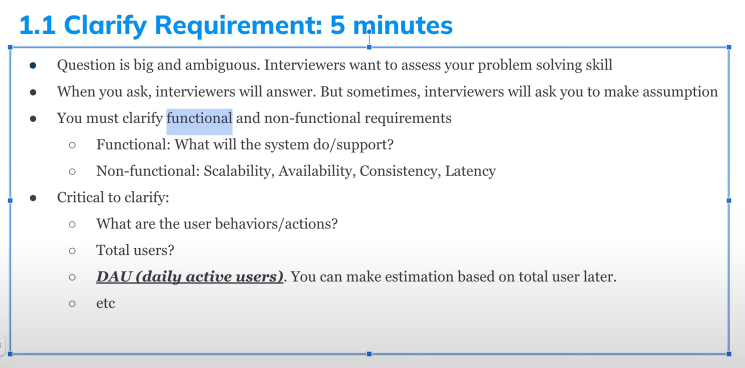 1.1 Clarify Requirement: 5 minutes
● Question is big and ambiguous. Interviewers want to assess your problem solving skill
● When you ask, interviewers will answer. But sometimes, interviewers will ask you to make assumption
● You must clarify functional and non-functional requirements
○ Functional: What will the system do/support?
○ Non-functional: Scalability, Availability, Consistency, Latency
● Critical to clarify:
○ What are the user behaviors/actions?
○ Total users?
○ DAU (daily active users). You can make estimation based on total user later.
○ etc